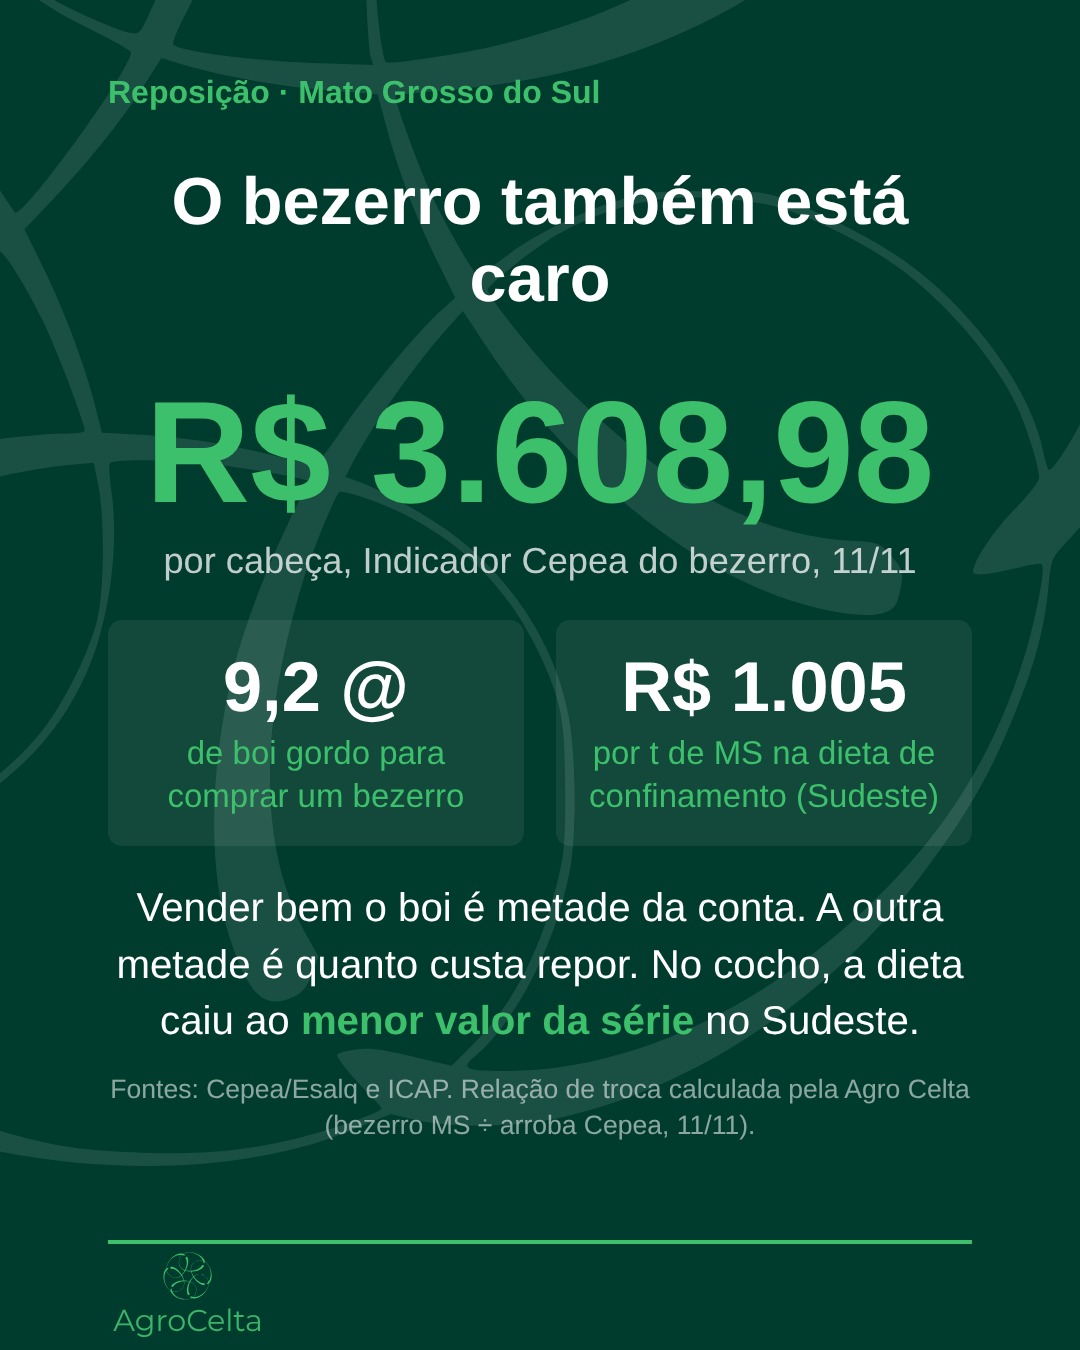 Reposição · Mato Grosso do Sul
O bezerro também está
caro
R$ 3.608,98
por cabeça, Indicador Cepea do bezerro, 11/11
9,2 @
de boi gordo para
comprar um bezerro
R$ 1.005
por t de MS na dieta de
confinamento (Sudeste)
Vender bem o boi é metade da conta. A outra
metade é quanto custa repor. No cocho, a dieta
caiu ao menor valor da série no Sudeste.
Fontes: Cepea/Esalq e ICAP. Relação de troca calculada pela Agro Celta
(bezerro MS ÷ arroba Cepea, 11/11).
AgroCelta